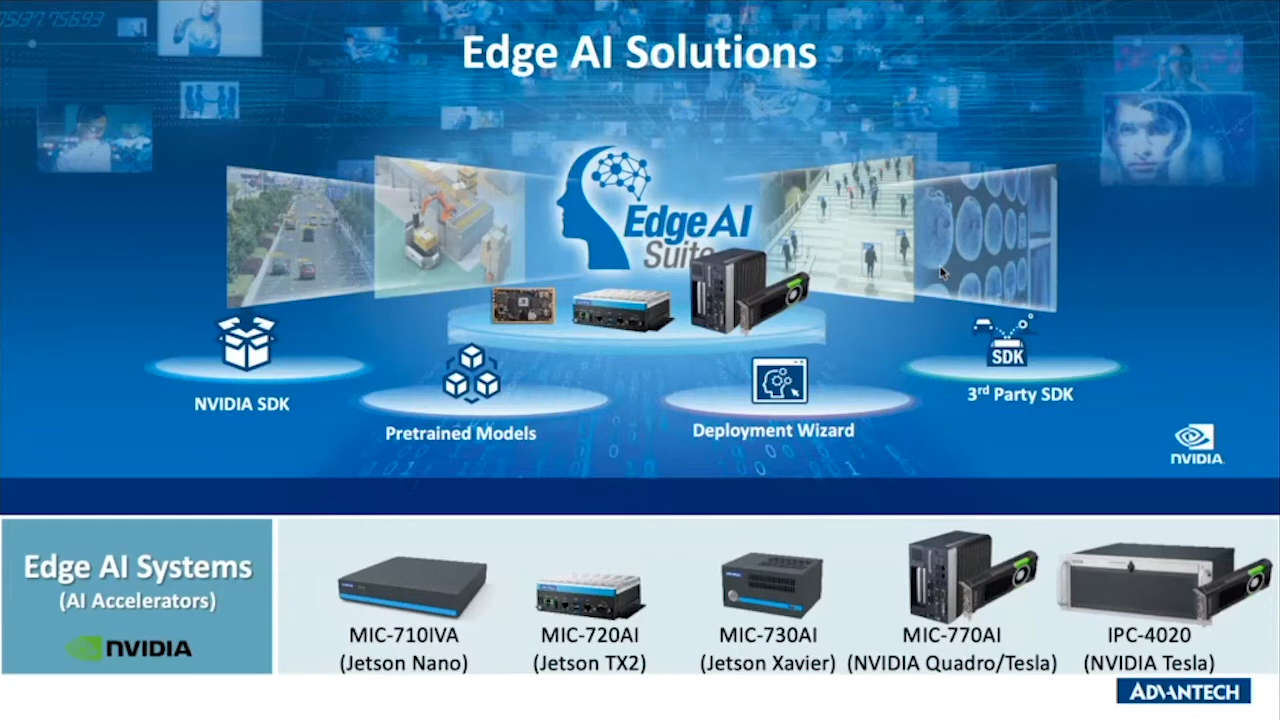 Edge AI Solutions
Edge AI
Suite
NVIDIA SDK
Pretrained Models
Deployment Wizard
SDK
3rd Party SDK
NVIDIA
Edge AI Systems
(AI Accelerators)
NVIDIA
MIC-710IVA
(Jetson Nano)
MIC-720AI
(Jetson TX2)
MIC-730AI
(Jetson Xavier)
MIC-770AI
(NVIDIA Quadro/Tesla)
IPC-4020
(NVIDIA Tesla)
ADVANTECH